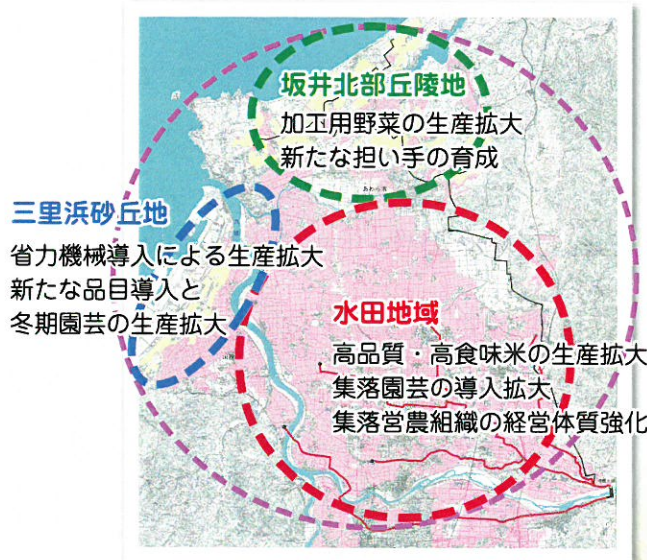 坂井北部丘陵地
加工用野菜の生産拡大
新たな担い手の育成
三里浜砂丘地
省力機械導入による生産拡大
新たな品目導入と
冬期園芸の生産拡大
水田地域
高品質・高食味米の生産拡大
集落園芸の導入拡大
集落営農組織の経営体質強化